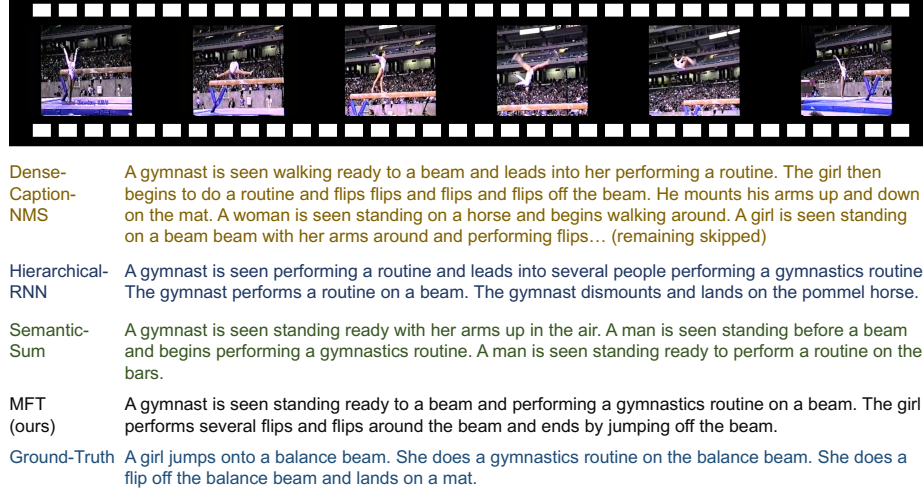 Dense-
Caption-
NMS
A gymnast is seen walking ready to a beam and leads into her performing a routine. The girl then
begins to do a routine and flips flips and flips and flips off the beam. He mounts his arms up and down
on the mat. A woman is seen standing on a horse and begins walking around. A girl is seen standing
on a beam beam with her arms around and performing flips… (remaining skipped)
Hierarchical-
RNN
A gymnast is seen performing a routine and leads into several people performing a gymnastics routine
The gymnast performs a routine on a beam. The gymnast dismounts and lands on the pommel horse.
Semantic-
Sum
A gymnast is seen standing ready with her arms up in the air. A man is seen standing before a beam
and begins performing a gymnastics routine. A man is seen standing ready to perform a routine on the
bars.
MFT
(ours)
A gymnast is seen standing ready to a beam and performing a gymnastics routine on a beam. The girl
performs several flips and flips around the beam and ends by jumping off the beam.
Ground-Truth
A girl jumps onto a balance beam. She does a gymnastics routine on the balance beam. She does a
flip off the balance beam and lands on a mat.